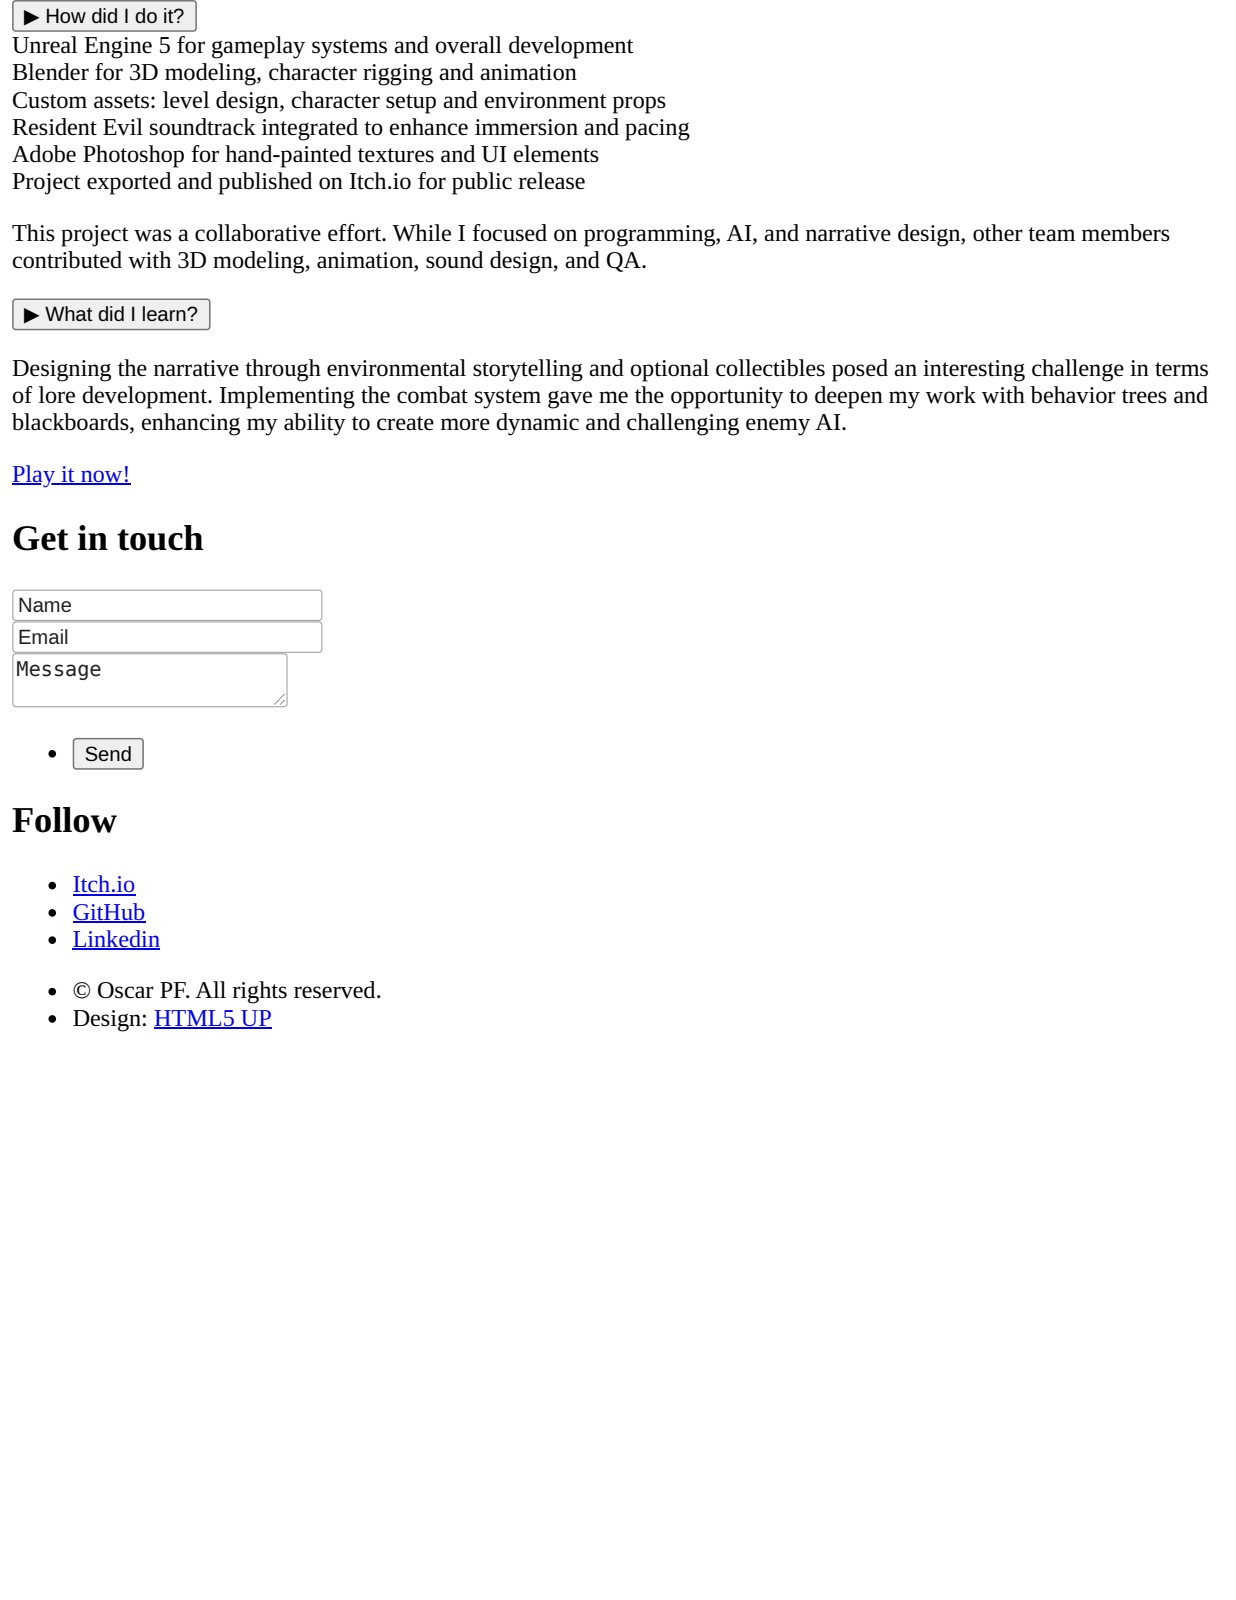 ▶ How did I do it?
Unreal Engine 5 for gameplay systems and overall development
Blender for 3D modeling, character rigging and animation
Custom assets: level design, character setup and environment props
Resident Evil soundtrack integrated to enhance immersion and pacing
Adobe Photoshop for hand-painted textures and UI elements
Project exported and published on Itch.io for public release
This project was a collaborative effort. While I focused on programming, AI, and narrative design, other team members
contributed with 3D modeling, animation, sound design, and QA.
▶ What did I learn?
Designing the narrative through environmental storytelling and optional collectibles posed an interesting challenge in terms
of lore development. Implementing the combat system gave me the opportunity to deepen my work with behavior trees and
blackboards, enhancing my ability to create more dynamic and challenging enemy AI.
Play it now!
Get in touch
Name
Email
Message
Send
Follow
Itch.io
GitHub
Linkedin
© Oscar PF. All rights reserved.
Design: HTML5 UP